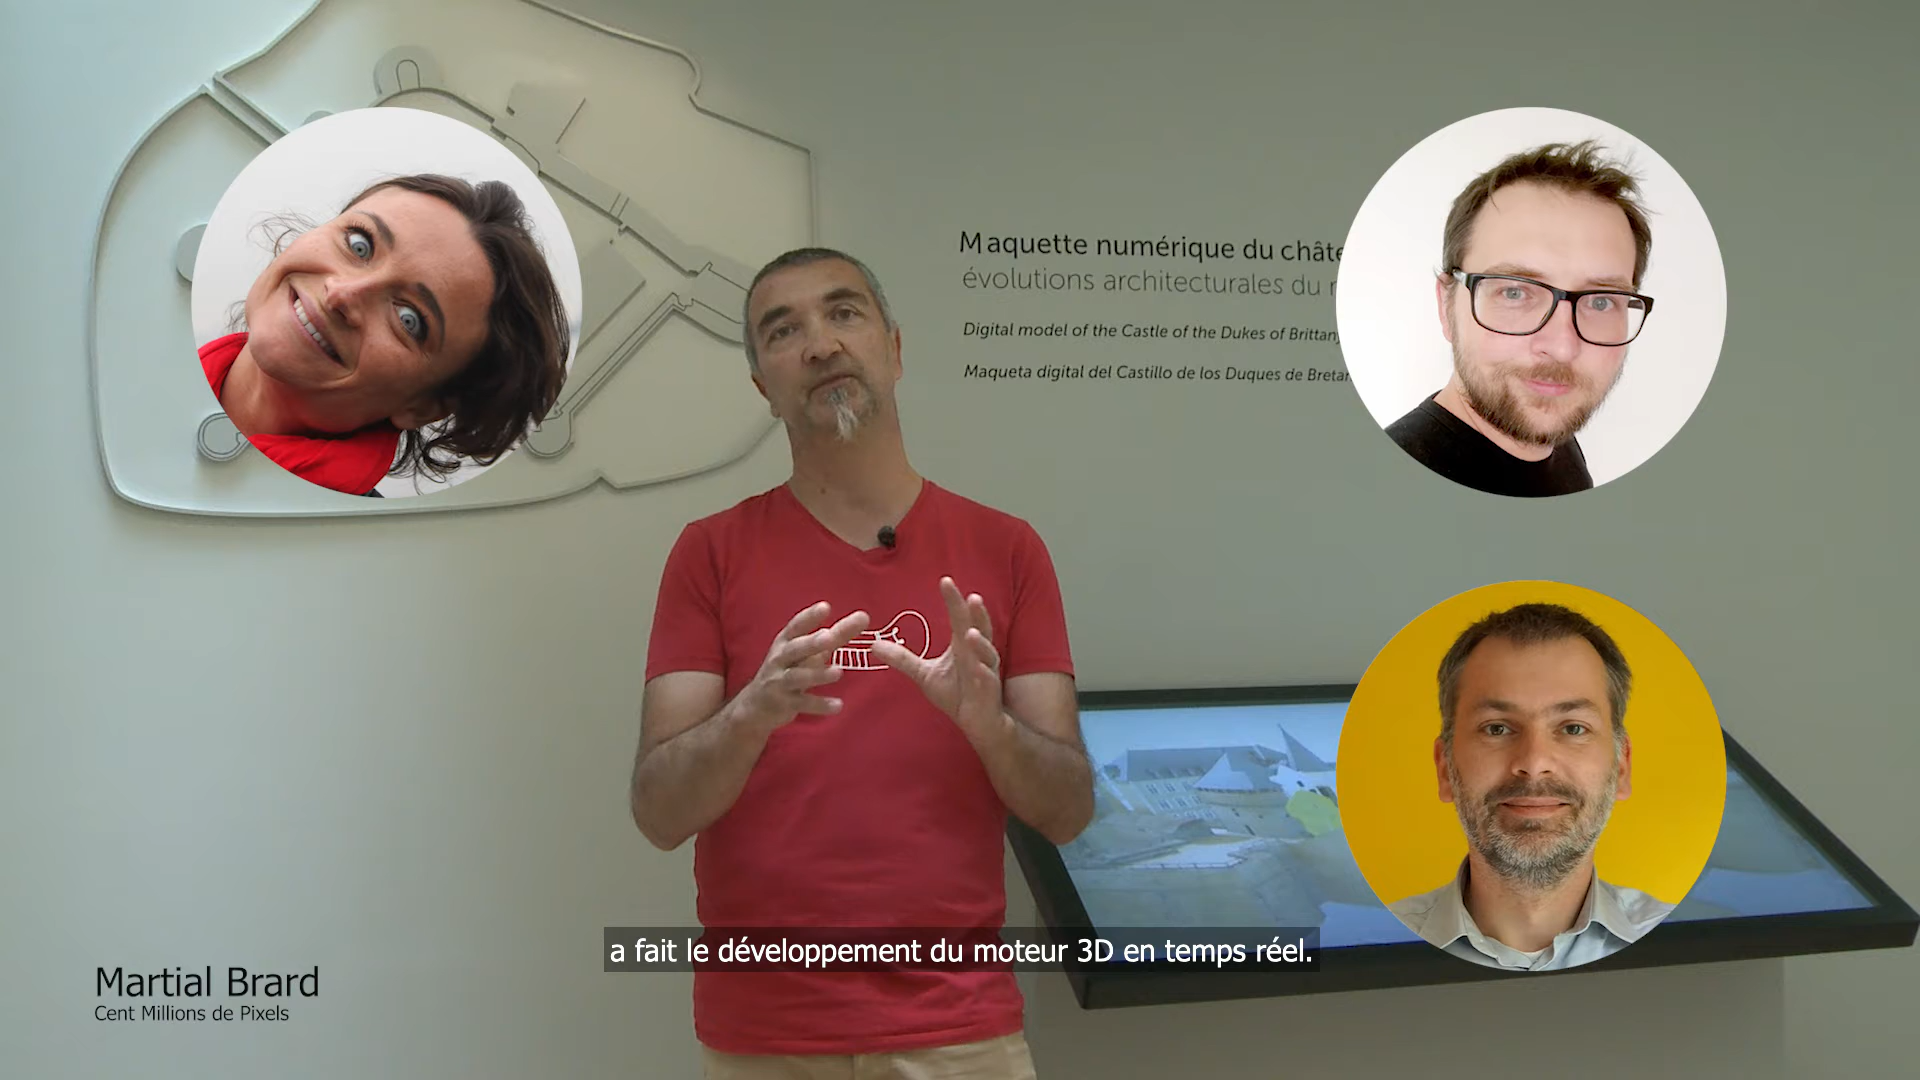 Maquette numérique du châte
évolutions architecturales du
Digital model of the Castle of the Dukes of Brittany
Maqueta digital del Castillo de los Duques de Bretan
a fait le développement du moteur 3D en temps réel.
Martial Brard
Cent Millions de Pixels